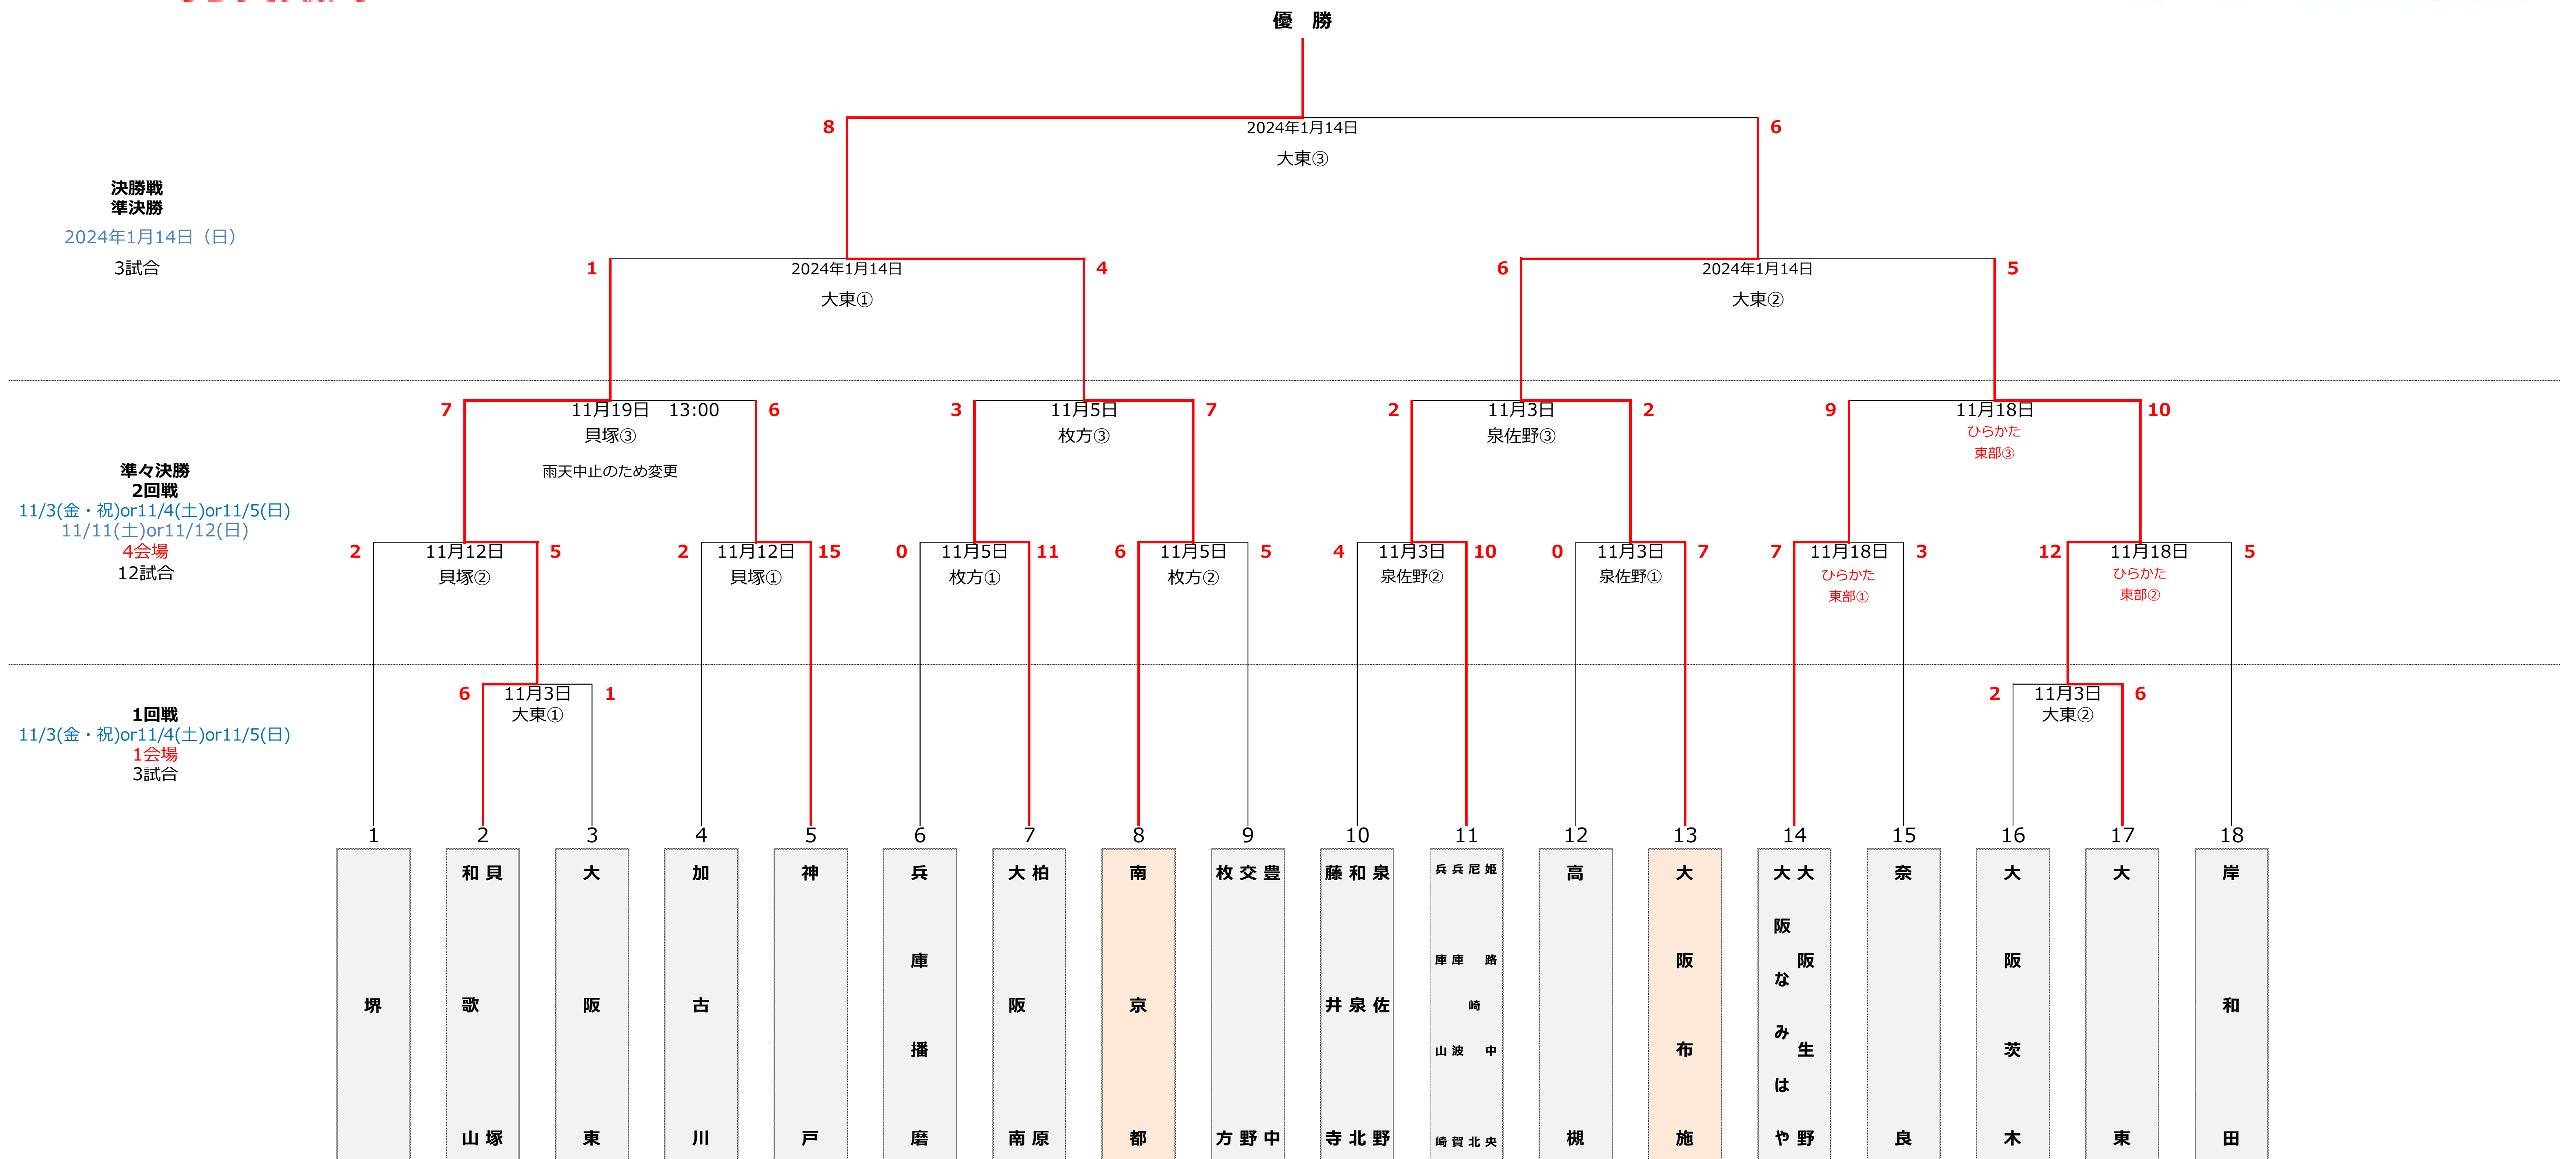 優　勝
8
2024年1月14日
6
大東③
決勝戦
準決勝
2024年1月14日（日）
3試合
1
2024年1月14日
4
6
2024年1月14日
5
大東①
大東②
7
11月19日　13:00
6
3
11月5日
7
2
11月3日
2
9
11月18日
10
貝塚③
枚方③
泉佐野③
ひらかた
東部③
雨天中止のため変更
準々決勝
2回戦
11/3(金・祝)or11/4(土)or11/5(日)
11/11(土)or11/12(日)
4会場
12試合
2
11月12日
5
2
11月12日
15
0
11月5日
11
6
11月5日
5
4
11月3日
10
0
11月3日
7
7
11月18日
3
12
11月18日
5
貝塚②
貝塚①
枚方①
枚方②
泉佐野②
泉佐野①
ひらかた
東部①
ひらかた
東部②
6
11月3日
1
2
11月3日
6
大東①
大東②
1回戦
11/3(金・祝)or11/4(土)or11/5(日)
1会場
3試合
1
2
3
4
5
6
7
8
9
10
11
12
13
14
15
16
17
18
堺
貝塚
和歌山
大阪東
加古川
神戸
兵庫播磨
柏原
大阪南
南京都
豊中
交野
枚方
泉佐野
和泉北
藤井寺
姫路中央
尼崎北
兵庫波賀
兵庫山崎
高槻
大阪布施
大阪生野
大阪なみはや
奈良
大阪茨木
大東
岸和田